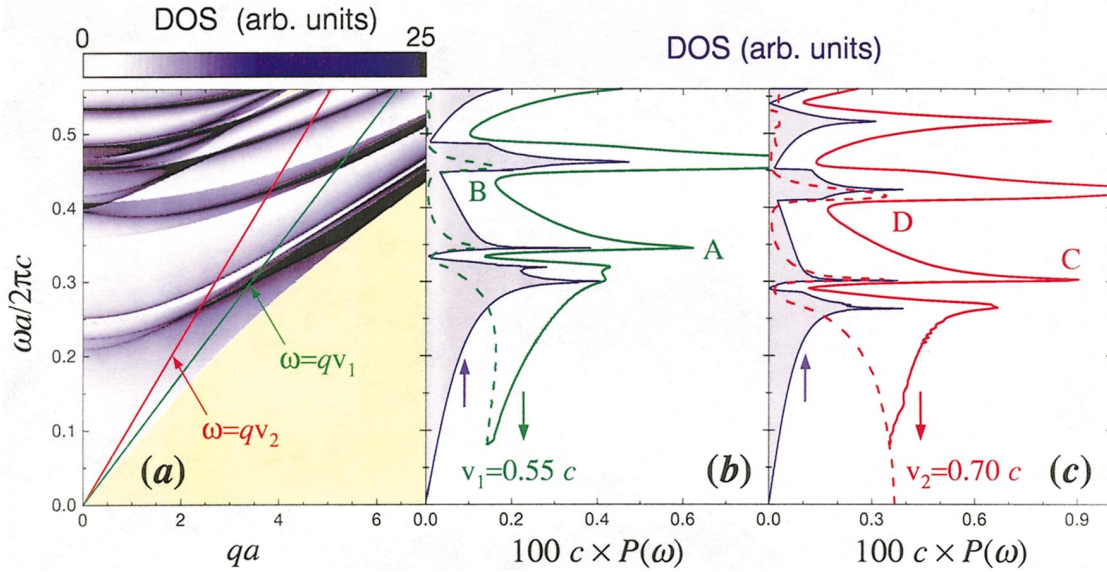 DOS (arb. units)
0 25
DOS (arb. units)
ωa/2πc
0.5
0.4
0.3
0.2
0.1
0.0
ω=qv₁
ω=qv₂
(a)
B
A
v₁=0.55 c
(b)
D
C
v₂=0.70 c
(c)
0 2 4 6
qa
0.0 0.2 0.4 0.6
100 c × P(ω)
0.0 0.3 0.6 0.9
100 c × P(ω)